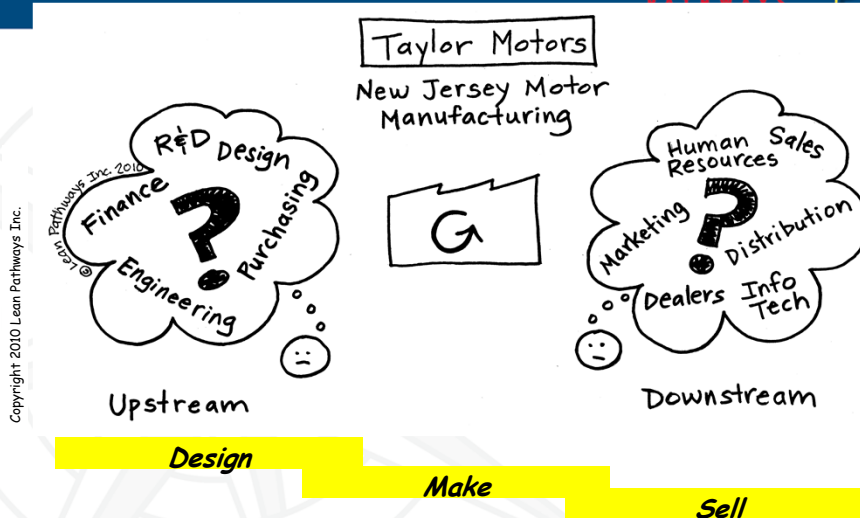 Taylor Motors
New Jersey Motor
Manufacturing
© Lean Pathways Inc. 2010
R&D Design
Finance
Purchasing
Engineering
?
G
Human Sales
Resources
Marketing
?
Distribution
Dealers Info
Tech
Upstream
Downstream
Design
Make
Sell
Copyright 2010 Lean Pathways Inc.